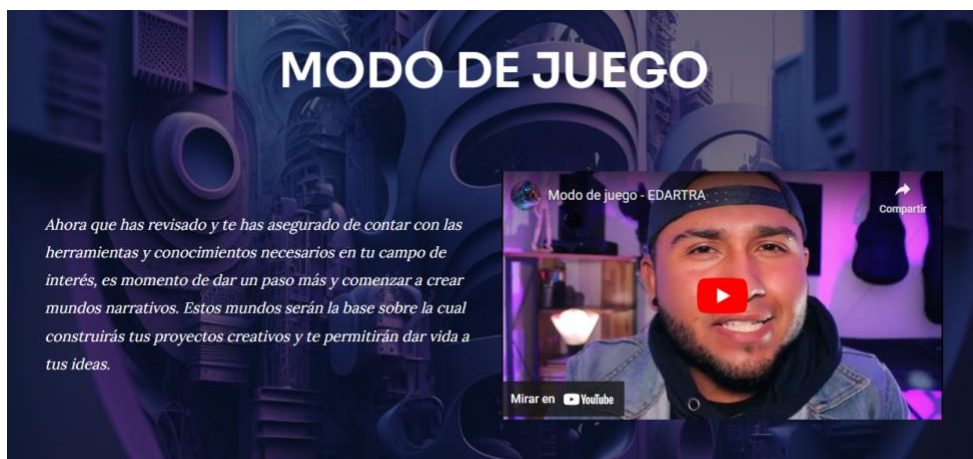 MODO DE JUEGO
Ahora que has revisado y te has asegurado de contar con las
herramientas y conocimientos necesarios en tu campo de
interés, es momento de dar un paso más y comenzar a crear
mundos narrativos. Estos mundos serán la base sobre la cual
construirás tus proyectos creativos y te permitirán dar vida a
tus ideas.
Modo de juego - EDARTRA
Compartir
Mirar en YouTube